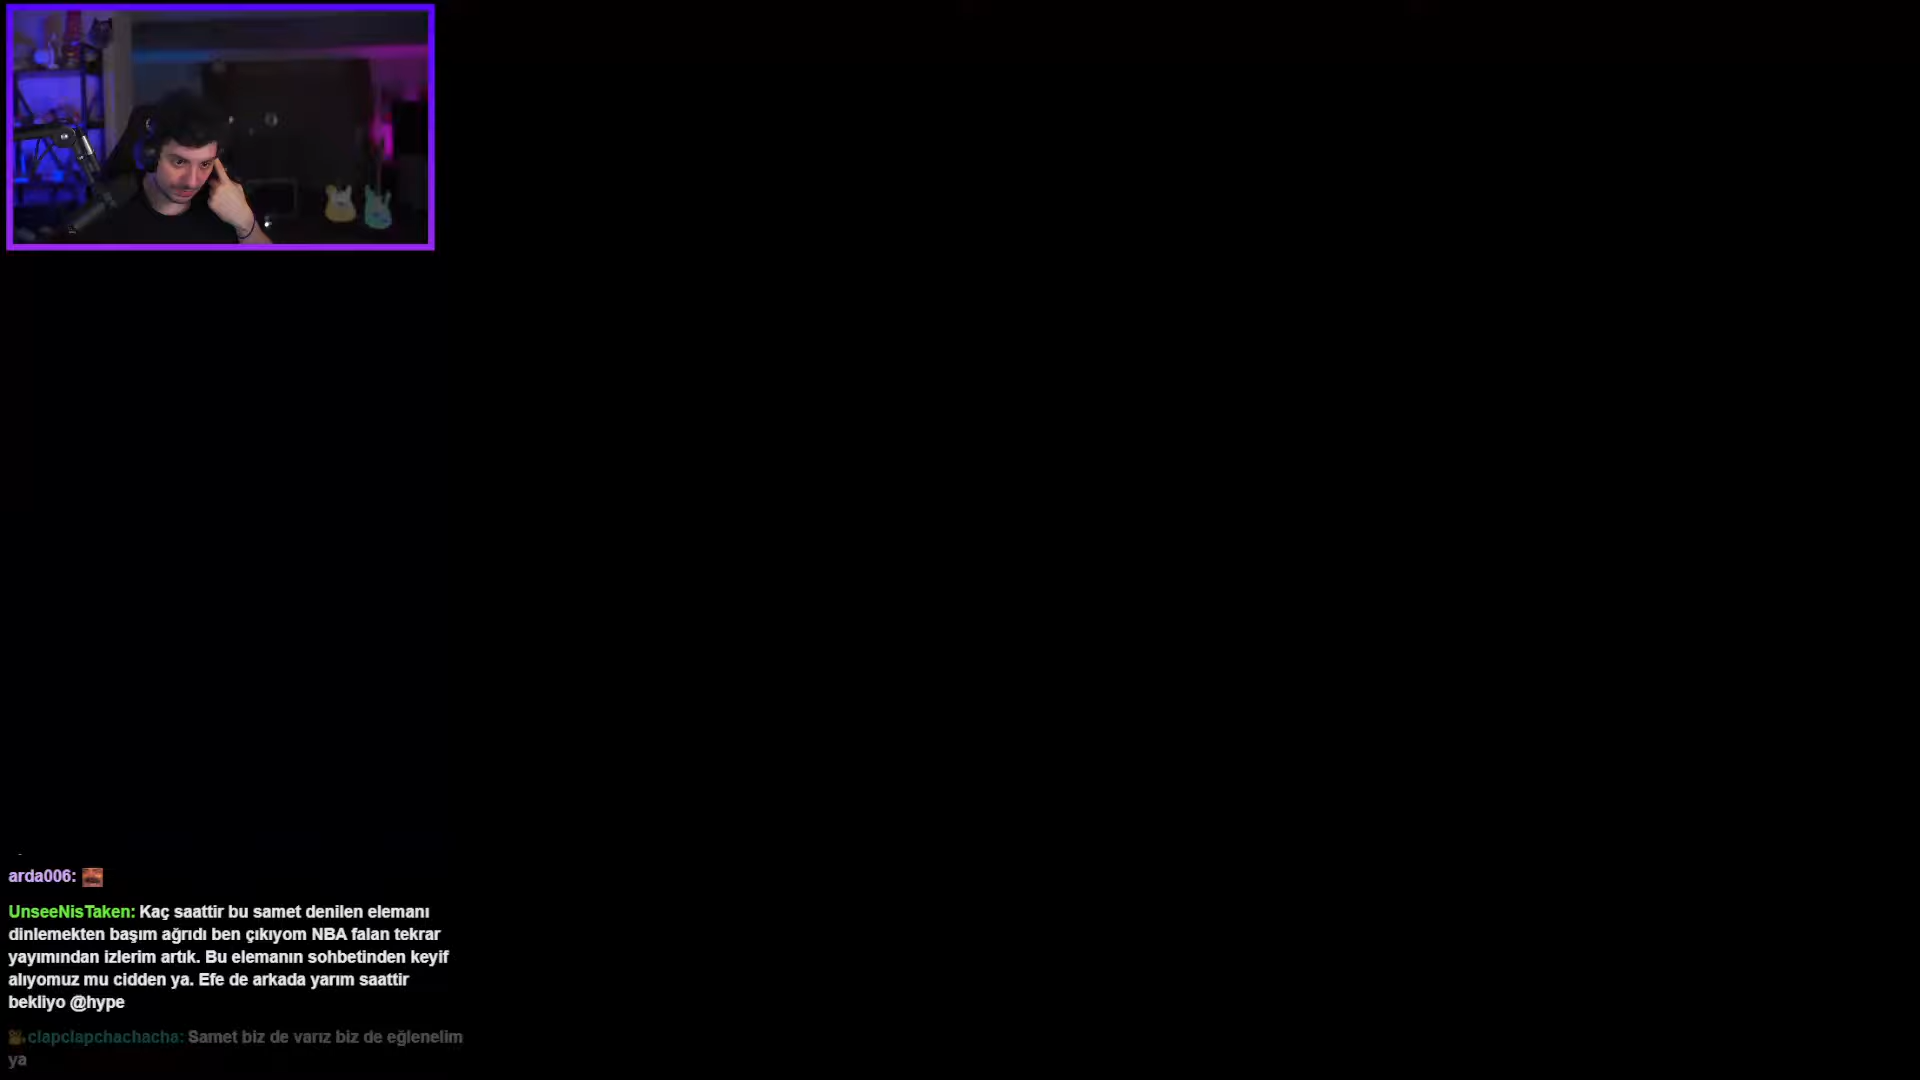 arda006:
UnseeNisTaken: Kaç saattir bu samet denilen elemanı
dinlemekten başım ağrıdı ben çıkıyom NBA falan tekrar
yayımından izlerim artık. Bu elemanın sohbetinden keyif
alıyomuz mu cidden ya. Efe de arkada yarım saattir
bekliyo @hype
clapclapchachacha: Samet biz de varız biz de eğlenelim
ya